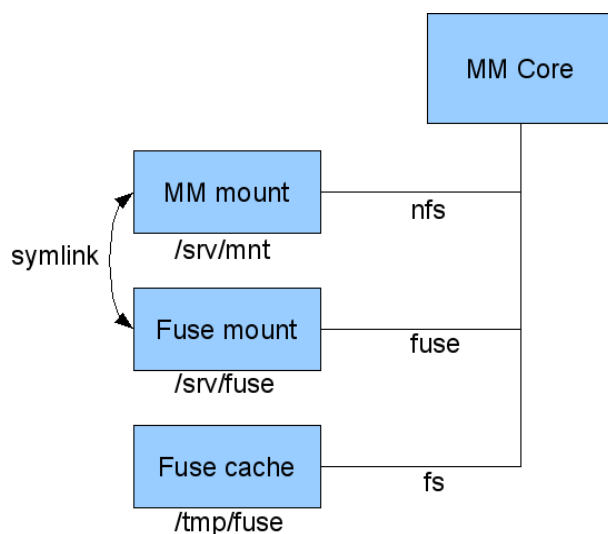 MM Core
MM mount
nfs
/srv/mnt
symlink
Fuse mount
fuse
/srv/fuse
Fuse cache
fs
/tmp/fuse